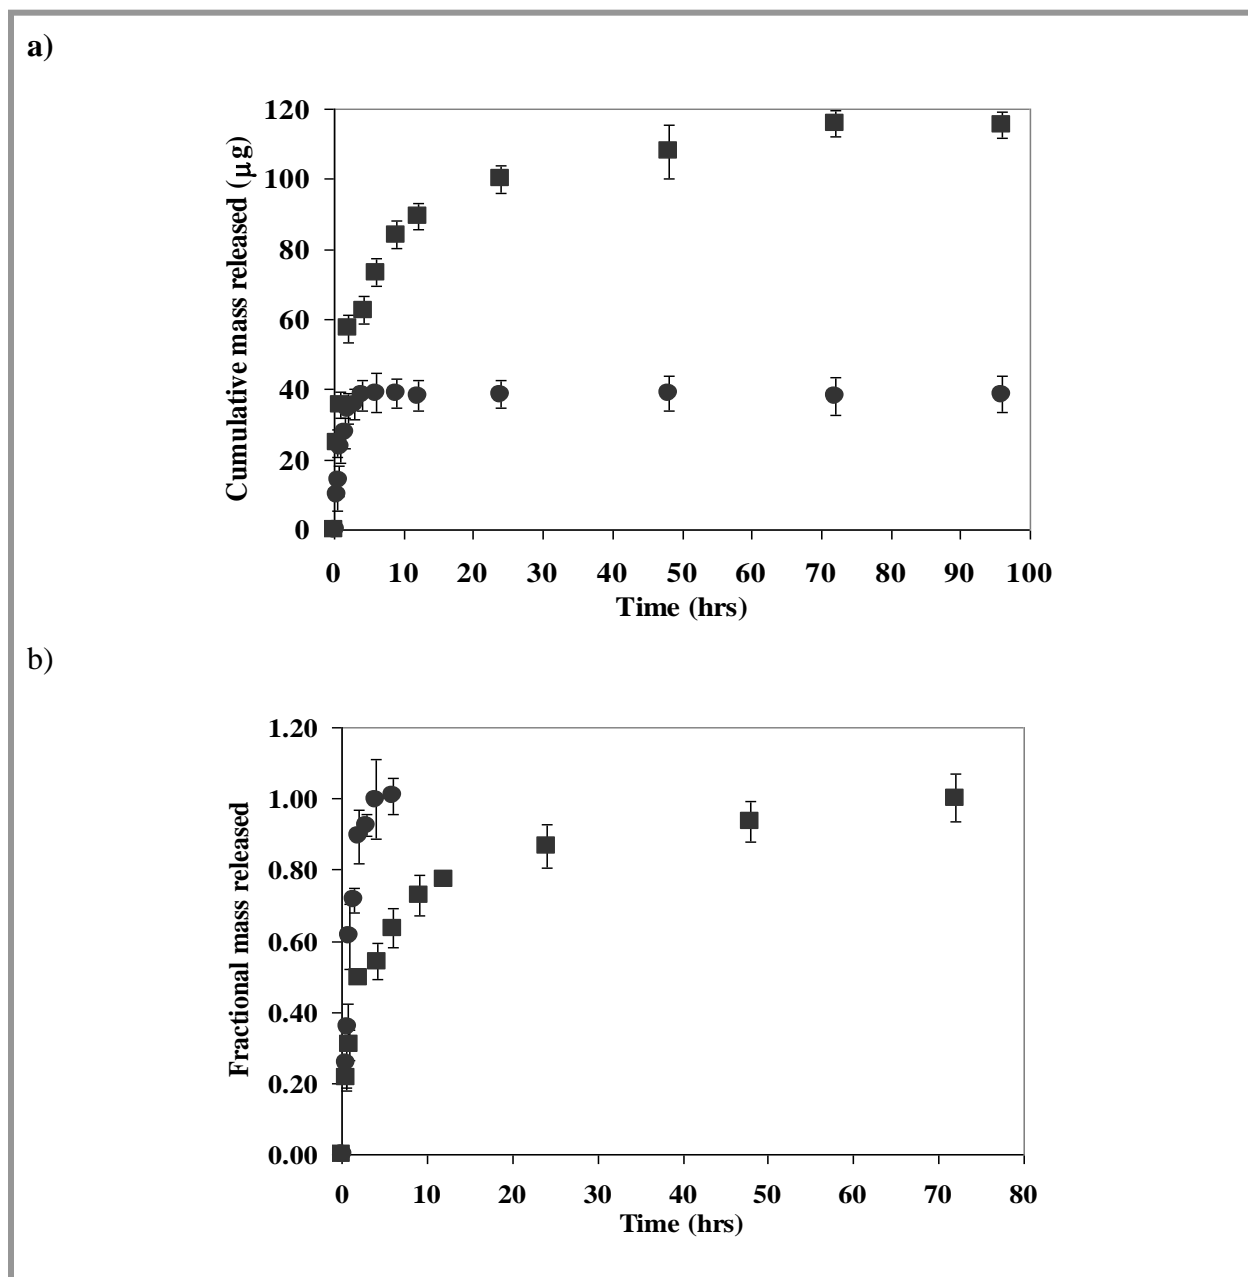 a)
120
100
80
60
40
20
0
Cumulative mass released (µg)
0 10 20 30 40 50 60 70 80 90 100
Time (hrs)
b)
1.20
1.00
0.80
0.60
0.40
0.20
0.00
Fractional mass released
0 10 20 30 40 50 60 70 80
Time (hrs)